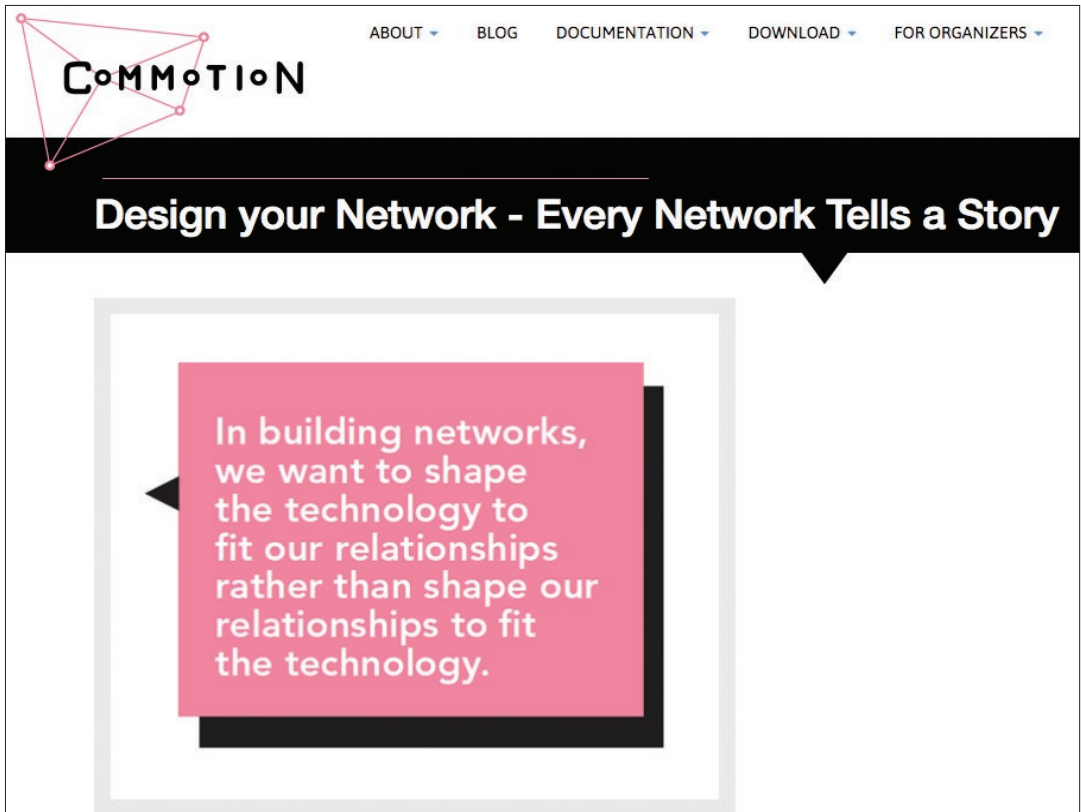 ABOUT BLOG DOCUMENTATION DOWNLOAD FOR ORGANIZERS
COMMOTION
Design your Network - Every Network Tells a Story
In building networks,
we want to shape
the technology to
fit our relationships
rather than shape our
relationships to fit
the technology.